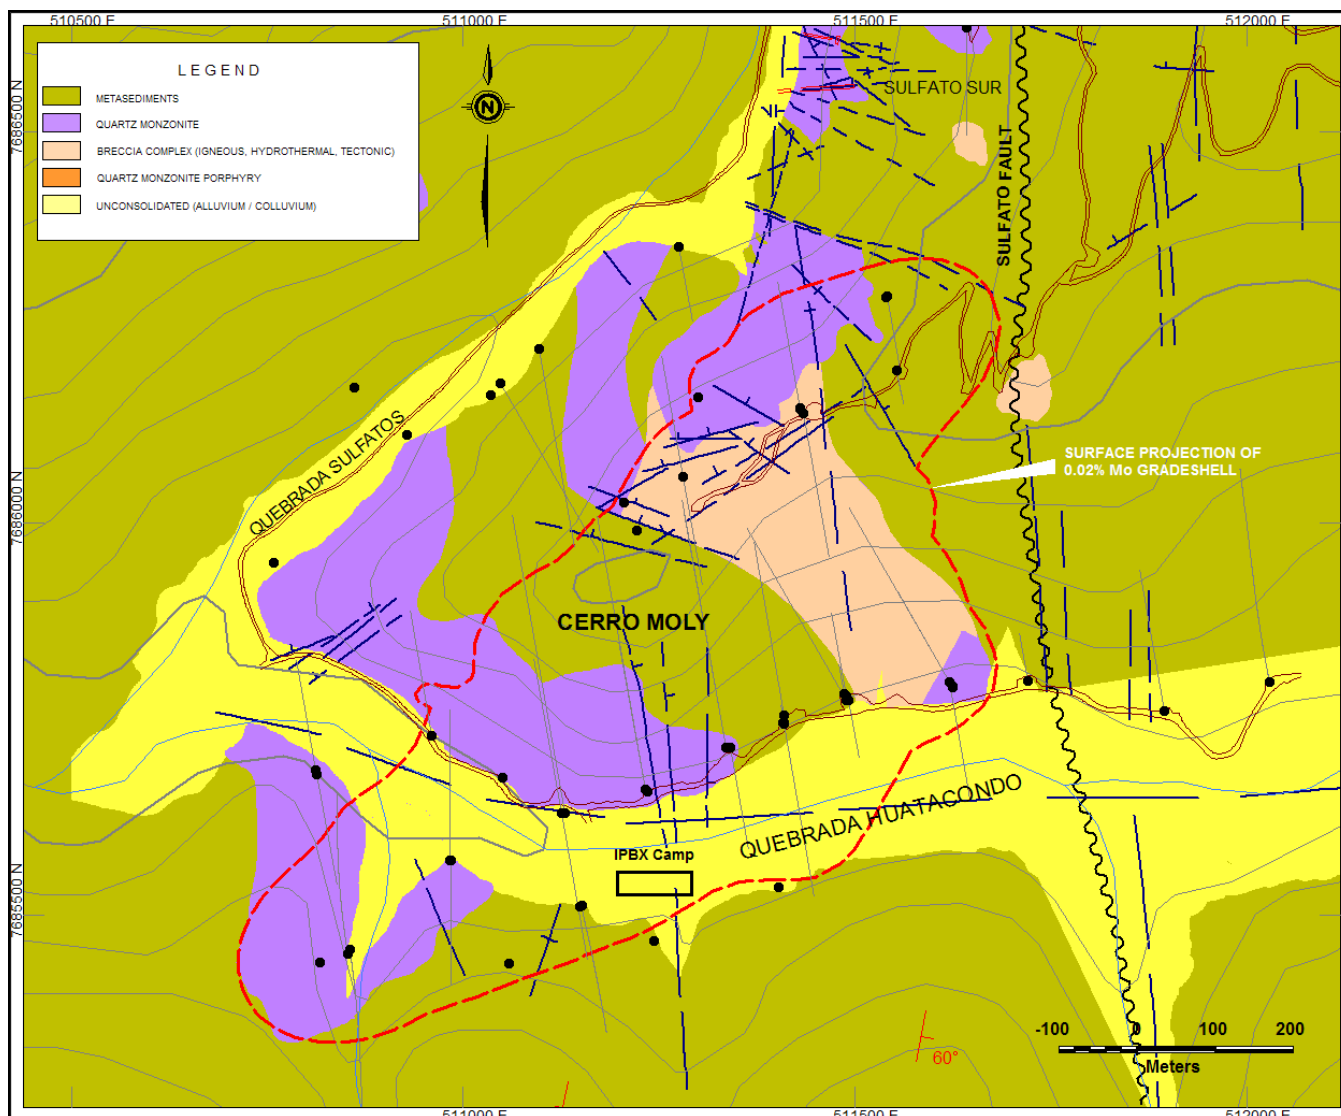 510500 E
511000 E
511500 E
512000 E
LEGEND
METASEDIMENTS
QUARTZ MONZONITE
BRECCIA COMPLEX (IGNEOUS, HYDROTHERMAL, TECTONIC)
QUARTZ MONZONITE PORPHYRY
UNCONSOLIDATED (ALLUVIUM / COLLUVIUM)
N
7686500 N
SULFATO SUR
SULFATO FAULT
QUEBRADA SULFATOS
SURFACE PROJECTION OF
0.02% Mo GRADESHELL
7686000 N
CERRO MOLY
QUEBRADA HUATACONDO
IPBX Camp
7685500 N
60°
-100 0 100 200
Meters
511000 E
511500 E